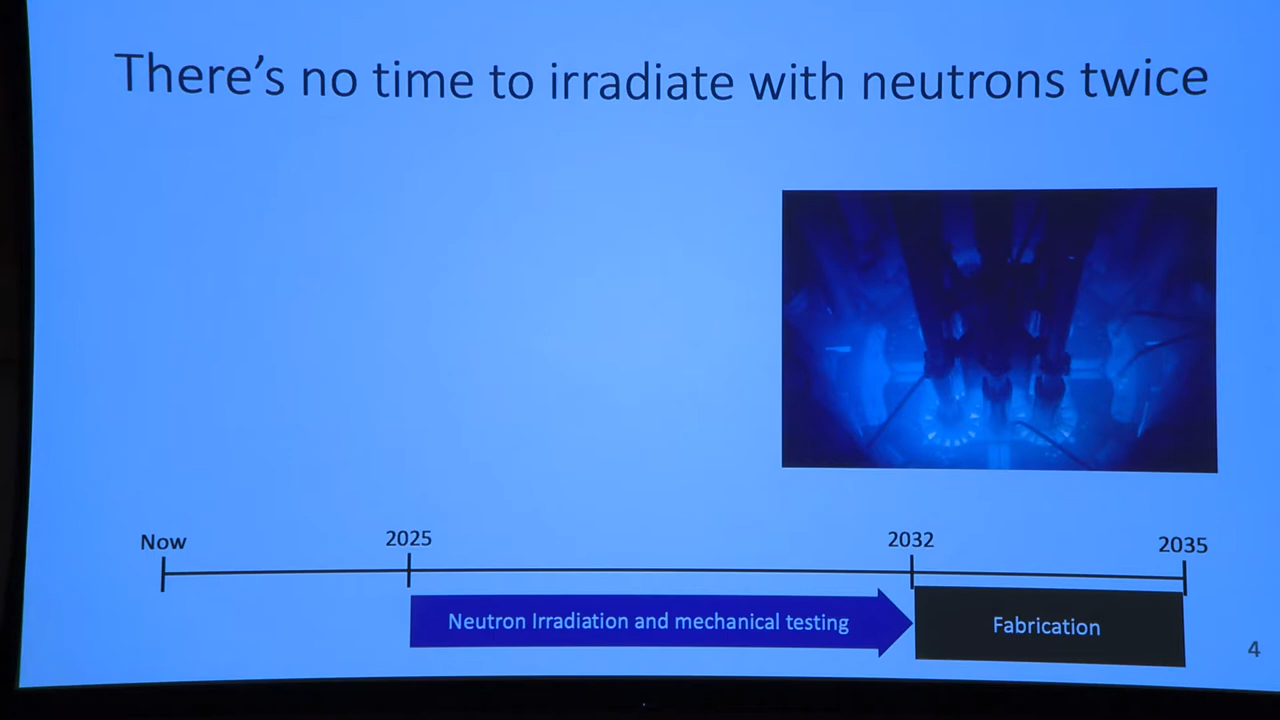 There's no time to irradiate with neutrons twice
Now
2025
2032
2035
Neutron Irradiation and mechanical testing
Fabrication
4